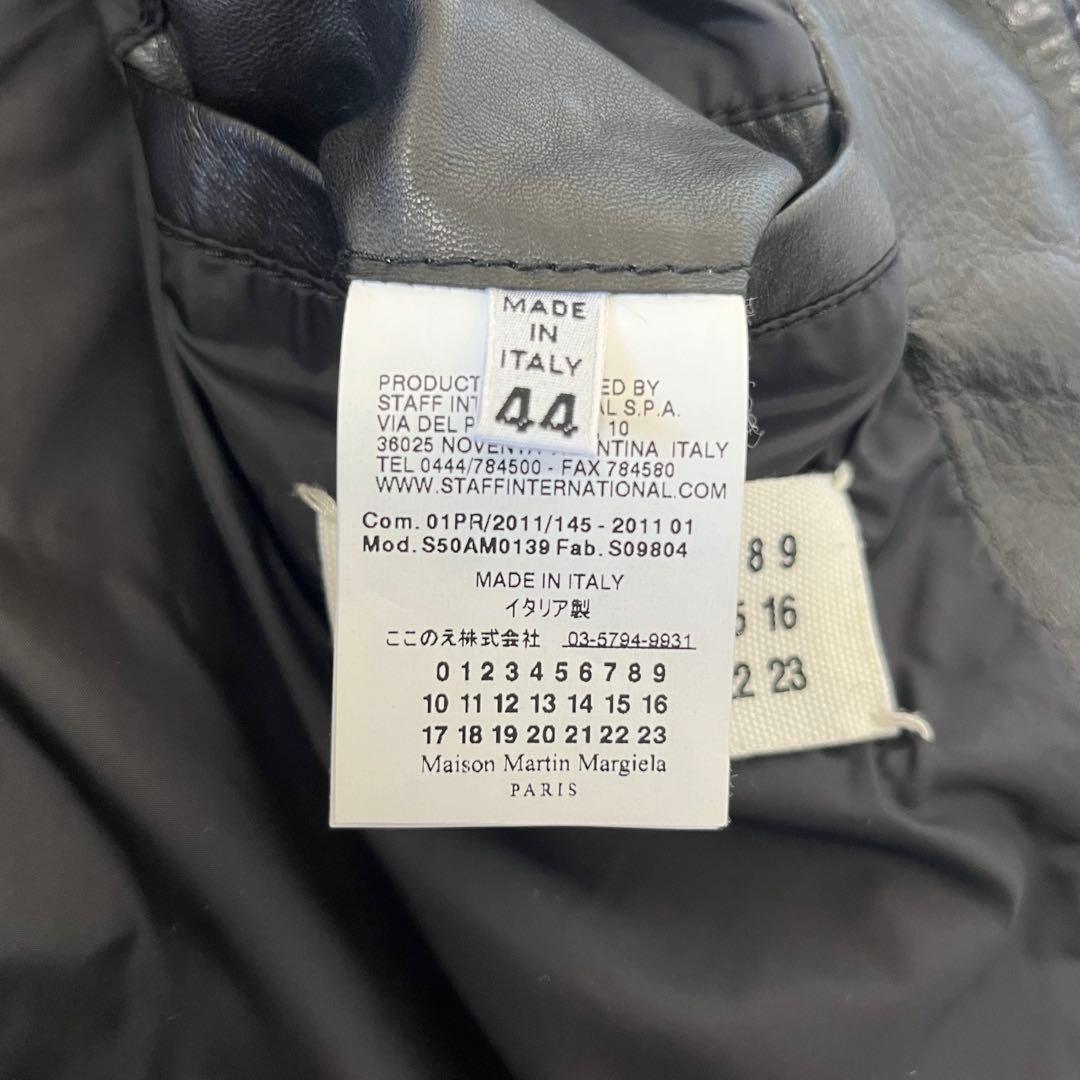 MADE
IN
ITALY
44
PRODUCT ED BY
STAFF INT AL S.P.A.
VIA DEL P 10
36025 NOVENTA ENTINA ITALY
TEL 0444/784500 - FAX 784580
WWW.STAFFINTERNATIONAL.COM
Com. 01PR/2011/145 - 2011 01
Mod. S50AM0139 Fab. S09804
MADE IN ITALY
イタリア製
ここのえ株式会社 03-5794-9931
0 1 2 3 4 5 6 7 8 9
10 11 12 13 14 15 16
17 18 19 20 21 22 23
Maison Martin Margiela
PARIS
8 9
16
23